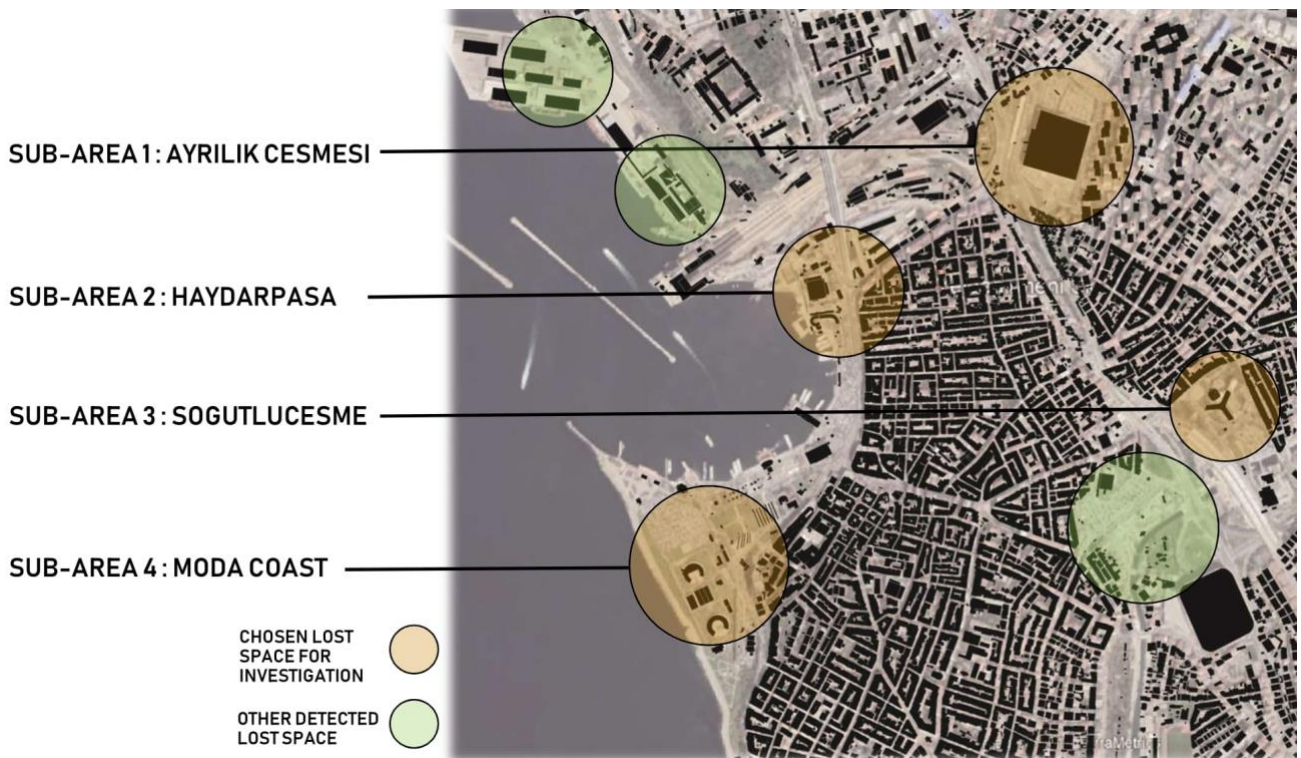 SUB-AREA 1 : AYRILIK CESMESI
SUB-AREA 2 : HAYDARPASA
SUB-AREA 3 : SOGUTLUCESME
SUB-AREA 4 : MODA COAST
CHOSEN LOST
SPACE FOR
INVESTIGATION
OTHER DETECTED
LOST SPACE